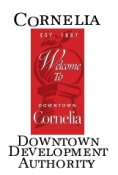 CORNELIA
EST. 1887
Welcome
To
DOWNTOWN
Cornelia
DOWNTOWN
DEVELOPMENT
AUTHORITY